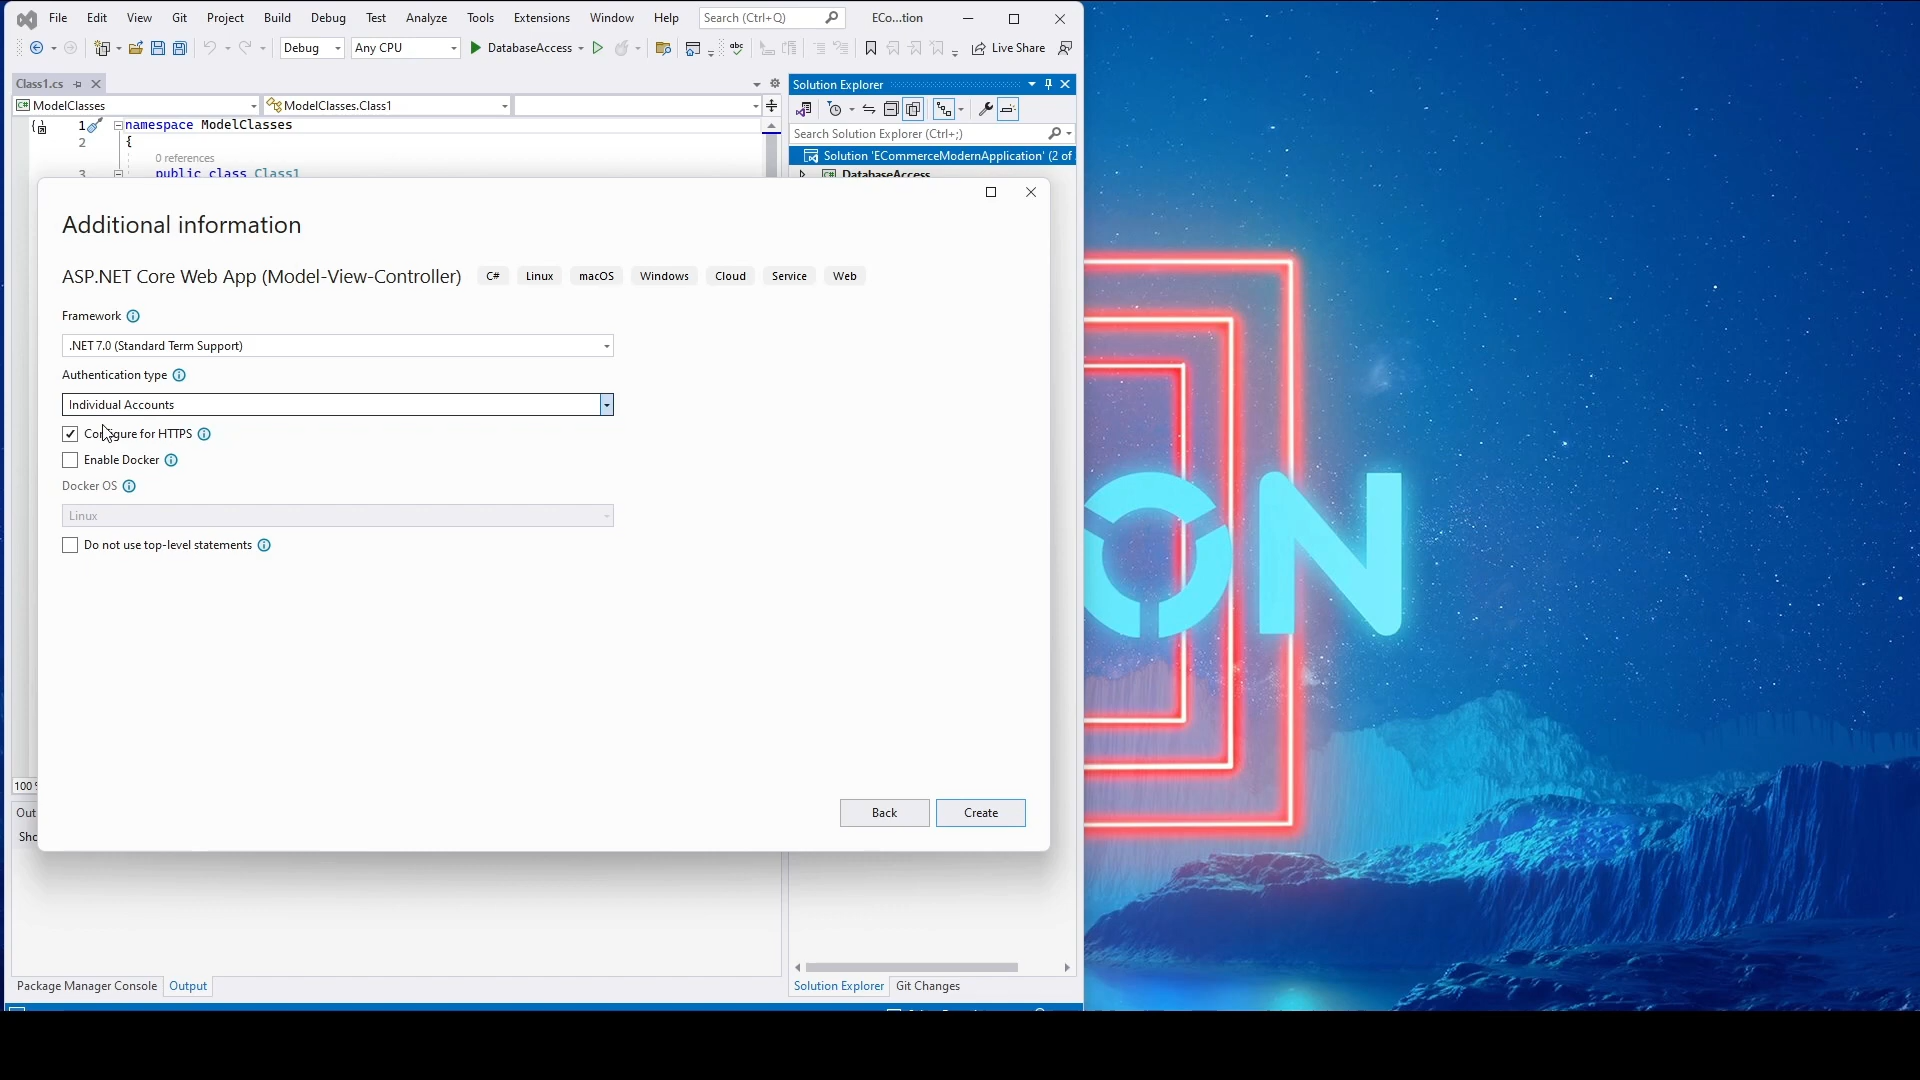 File Edit View Git Project Build Debug Test Analyze Tools Extensions Window Help Search (Ctrl+Q) ECo...tion
Debug Any CPU DatabaseAccess Live Share
Class1.cs
ModelClasses ModelClasses.Class1
1 namespace ModelClasses
2 {
0 references
3 public class Class1
Solution Explorer
Search Solution Explorer (Ctrl+;)
Solution 'ECommerceModernApplication' (2 of
DatabaseAccess
Additional information
ASP.NET Core Web App (Model-View-Controller) C# Linux macOS Windows Cloud Service Web
Framework
.NET 7.0 (Standard Term Support)
Authentication type
Individual Accounts
Configure for HTTPS
Enable Docker
Docker OS
Linux
Do not use top-level statements
Back Create
100 %
Out
Sho
Package Manager Console Output
Solution Explorer Git Changes
ON